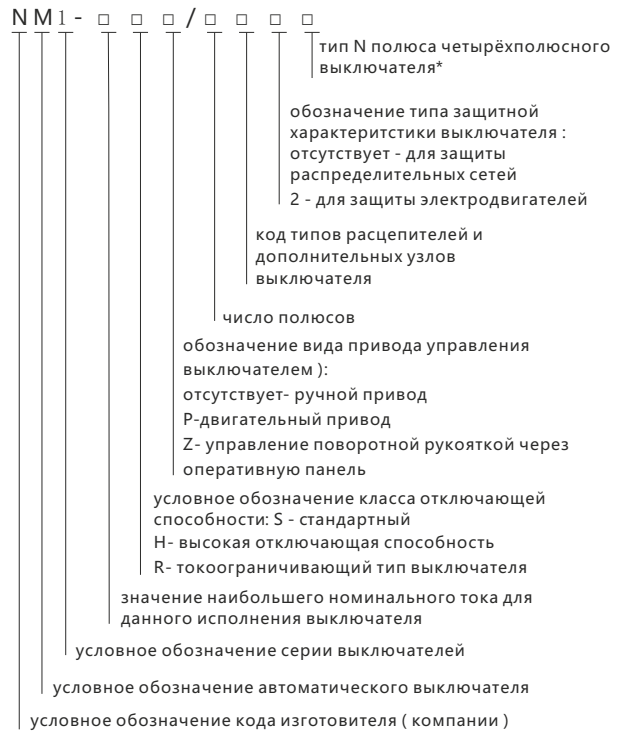 NM1-□□□/□□□□
тип N полюса четырёхполюсного
выключателя*
обозначение типа защитной
характеритстики выключателя :
отсутствует - для защиты
распределительных сетей
2 - для защиты электродвигателей
код типов расцепителей и
дополнительных узлов
выключателя
число полюсов
обозначение вида привода управления
выключателем ):
отсутствует- ручной привод
P-двигательный привод
Z- управление поворотной рукояткой через
оперативную панель
условное обозначение класса отключающей
способности: S - стандартный
H- высокая отключающая способность
R- токоограничивающий тип выключателя
значение наибольшего номинального тока для
данного исполнения выключателя
условное обозначение серии выключателей
условное обозначение автоматического выключателя
условное обозначение кода изготовителя ( компании )